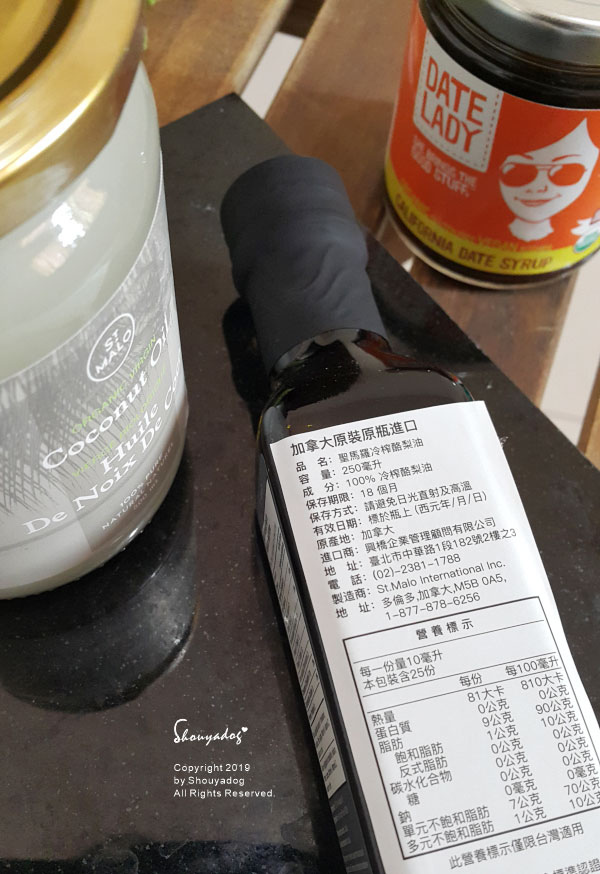 DATE
LADY
SHE BRINGS THE
GOOD STUFF.
VEGAN
CALIFORNIA DATE SYRUP
ST
MALO
ORGANIC VIRGIN
Coconut Oil
Huile
De Noix De Coco
加拿大原裝原瓶進口
品 名: 聖馬羅冷榨酪梨油
容 量: 250毫升
成 分: 100% 冷榨酪梨油
保存期限: 18 個月
保存方式: 請避免日光直射及高溫
有效日期: 標於瓶上 (西元年/月/日)
原產地: 加拿大
進口商: 興橋企業管理顧問有限公司
地 址: 臺北市中華路1段182號2樓之3
電 話: (02)-2381-1788
製造商: St.Malo International Inc.
地 址: 多倫多,加拿大,M5B 0A5,
1-877-878-6256
營養標示
每一份量10毫升
本包裝含25份
每份 每100毫升
熱量 81大卡 810大卡
蛋白質 0公克 0公克
脂肪 9公克 90公克
飽和脂肪 1公克 10公克
反式脂肪 0公克 0公克
碳水化合物 0公克 0公克
糖 0公克 0公克
鈉 0毫克 0毫克
單元不飽和脂肪 7公克 70公克
多元不飽和脂肪 1公克 10公克
此營養標示僅限台灣適用
標準認證
Shouyadog
Copyright 2019
by Shouyadog
All Rights Reserved.